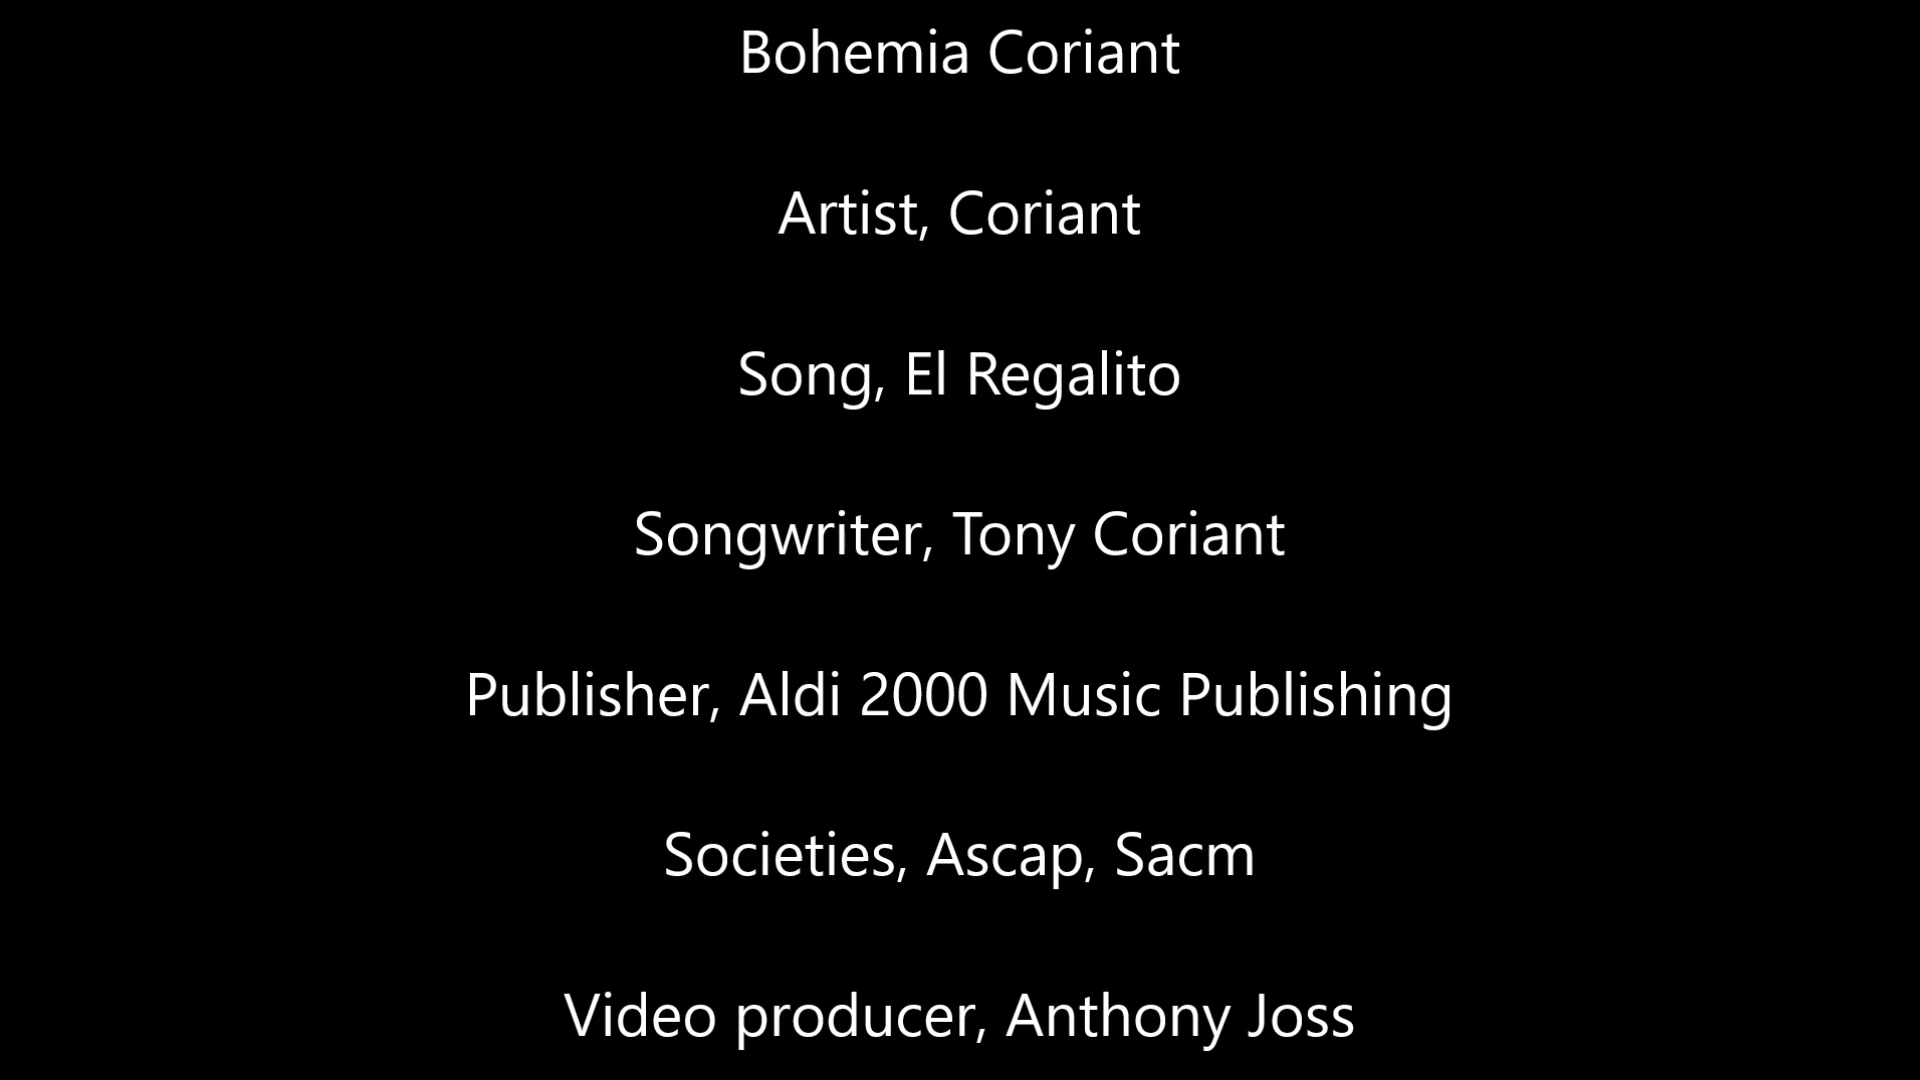 Bohemia Coriant
Artist, Coriant
Song, El Regalito
Songwriter, Tony Coriant
Publisher, Aldi 2000 Music Publishing
Societies, Ascap, Sacm
Video producer, Anthony Joss